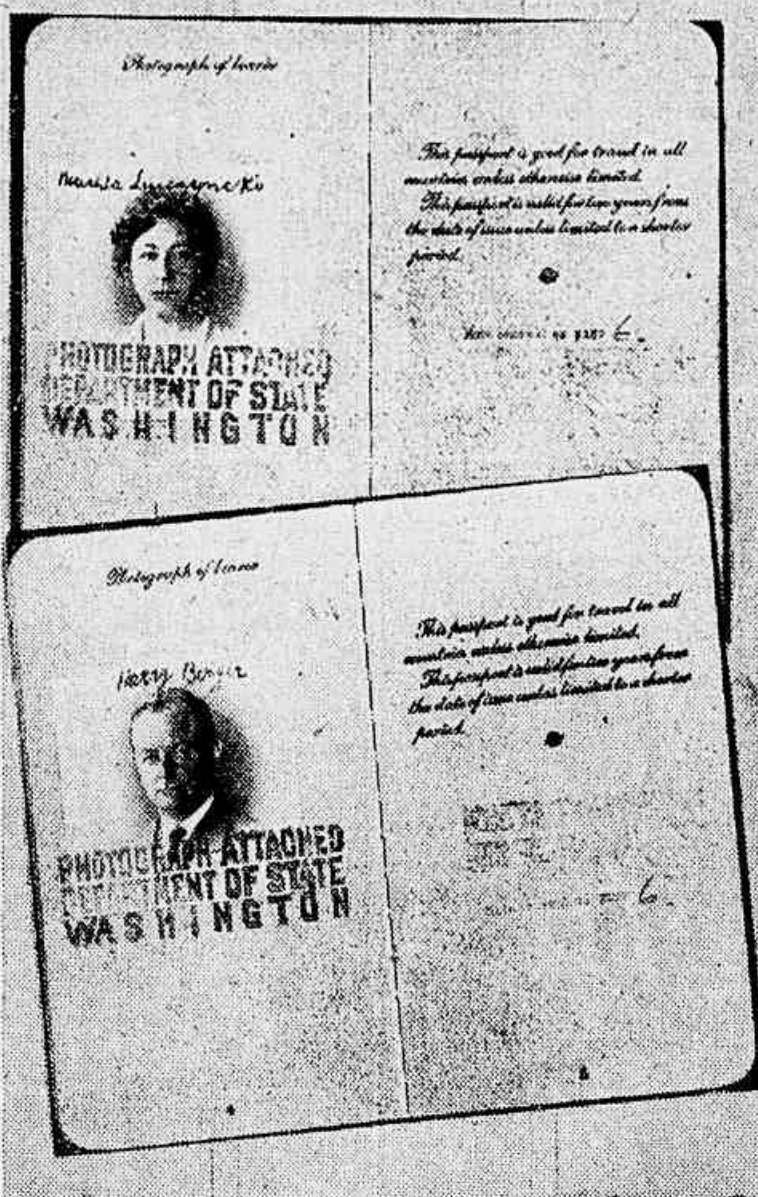 Photograph of bearer
PHOTOGRAPH ATTACHED
DEPARTMENT OF STATE
WASHINGTON
This passport is good for travel in all
countries unless otherwise limited.
This passport is valid for two years from
the date of issue unless limited to a shorter
period.
6
Photograph of bearer
Harry Berger
PHOTOGRAPH ATTACHED
DEPARTMENT OF STATE
WASHINGTON
4
This passport is good for travel in all
countries unless otherwise limited.
This passport is valid for two years from
the date of issue unless limited to a shorter
period.
6